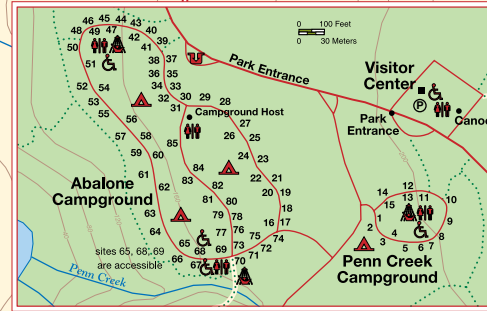 46 45 44 43
48 49 47 42 40
50 41 39
51 38 37
36 35
52 54 34 33
53 32 30 29 28
31
55 56 Campground Host
27
57 58 26 25
85
59 60 24 23
84
61 22 21
62 83 82
20 19
81 80
18
63 79 78
16 17
64 77 76
75 74
65 68 69 73 72
66 67 70 71
0 100 Feet
0 30 Meters
Park Entrance
Visitor
Center
P
Park
Entrance
Canoe
Abalone
Campground
sites 65, 68, 69
are accessible
Penn Creek
14 12 10
15 13 11
1 9
2 4 8
3 5 6 7
Penn Creek
Campground